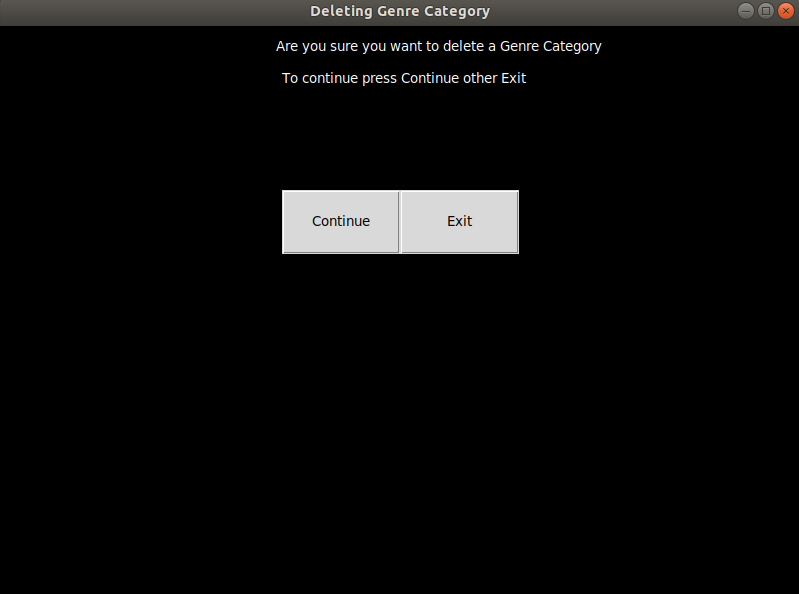 Deleting Genre Category
Are you sure you want to delete a Genre Category
To continue press Continue other Exit
Continue Exit